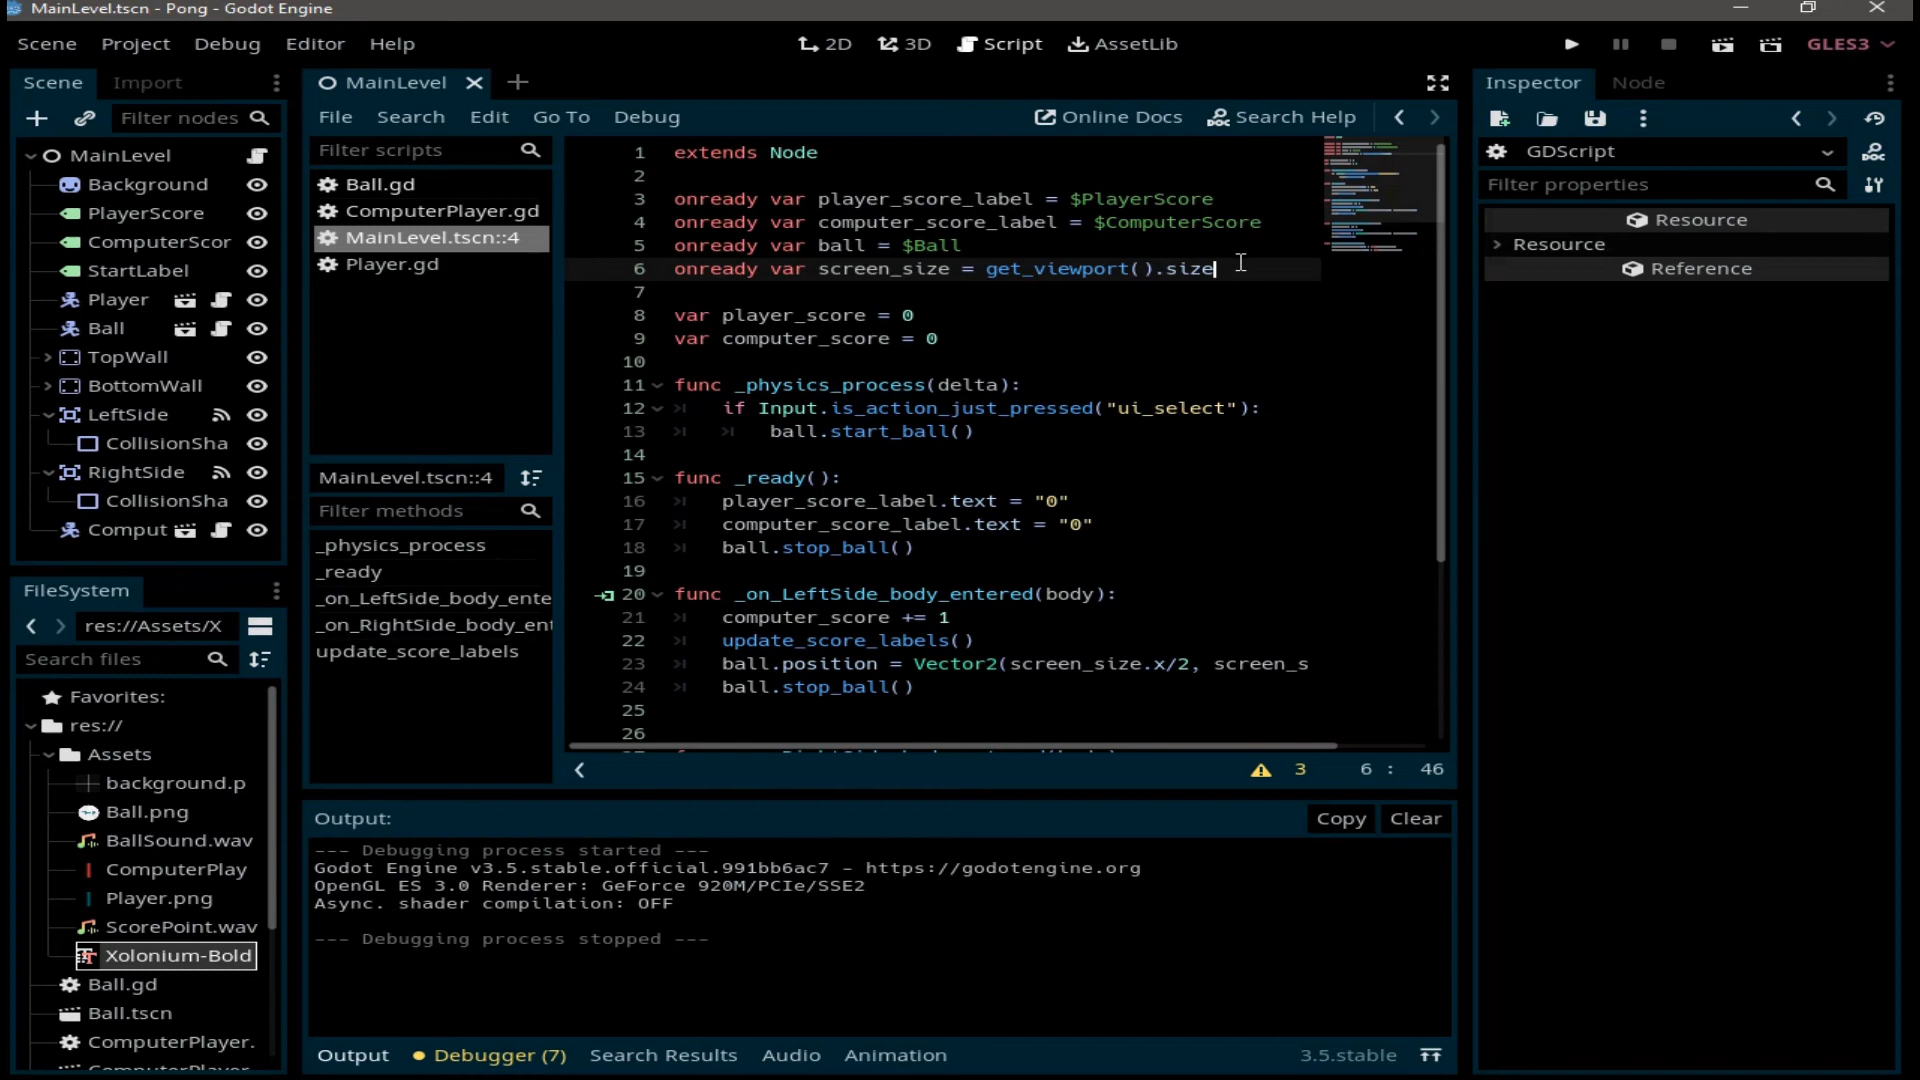 MainLevel.tscn - Pong - Godot Engine
Scene Project Debug Editor Help
2D 3D Script AssetLib
GLES3
Scene Import
Filter nodes
MainLevel
Background
PlayerScore
ComputerScor
StartLabel
Player
Ball
TopWall
BottomWall
LeftSide
CollisionSha
RightSide
CollisionSha
Comput
FileSystem
res://Assets/X
Search files
Favorites:
res://
Assets
background.p
Ball.png
BallSound.wav
ComputerPlay
Player.png
ScorePoint.wav
Xolonium-Bold
Ball.gd
Ball.tscn
ComputerPlayer.
MainLevel
File Search Edit Go To Debug
Online Docs Search Help
Filter scripts
Ball.gd
ComputerPlayer.gd
MainLevel.tscn::4
Player.gd
MainLevel.tscn::4
Filter methods
_physics_process
_ready
_on_LeftSide_body_ente
_on_RightSide_body_ent
update_score_labels
1 extends Node
2
3 onready var player_score_label = $PlayerScore
4 onready var computer_score_label = $ComputerScore
5 onready var ball = $Ball
6 onready var screen_size = get_viewport().size
7
8 var player_score = 0
9 var computer_score = 0
10
11 func _physics_process(delta):
12 if Input.is_action_just_pressed("ui_select"):
13 ball.start_ball()
14
15 func _ready():
16 player_score_label.text = "0"
17 computer_score_label.text = "0"
18 ball.stop_ball()
19
20 func _on_LeftSide_body_entered(body):
21 computer_score += 1
22 update_score_labels()
23 ball.position = Vector2(screen_size.x/2, screen_s
24 ball.stop_ball()
25
26
3 6 : 46
Output:
Copy Clear
--- Debugging process started ---
Godot Engine v3.5.stable.official.991bb6ac7 - https://godotengine.org
OpenGL ES 3.0 Renderer: GeForce 920M/PCIe/SSE2
Async. shader compilation: OFF
--- Debugging process stopped ---
Output Debugger (7) Search Results Audio Animation
3.5.stable
Inspector Node
GDScript
Filter properties
Resource
Resource
Reference